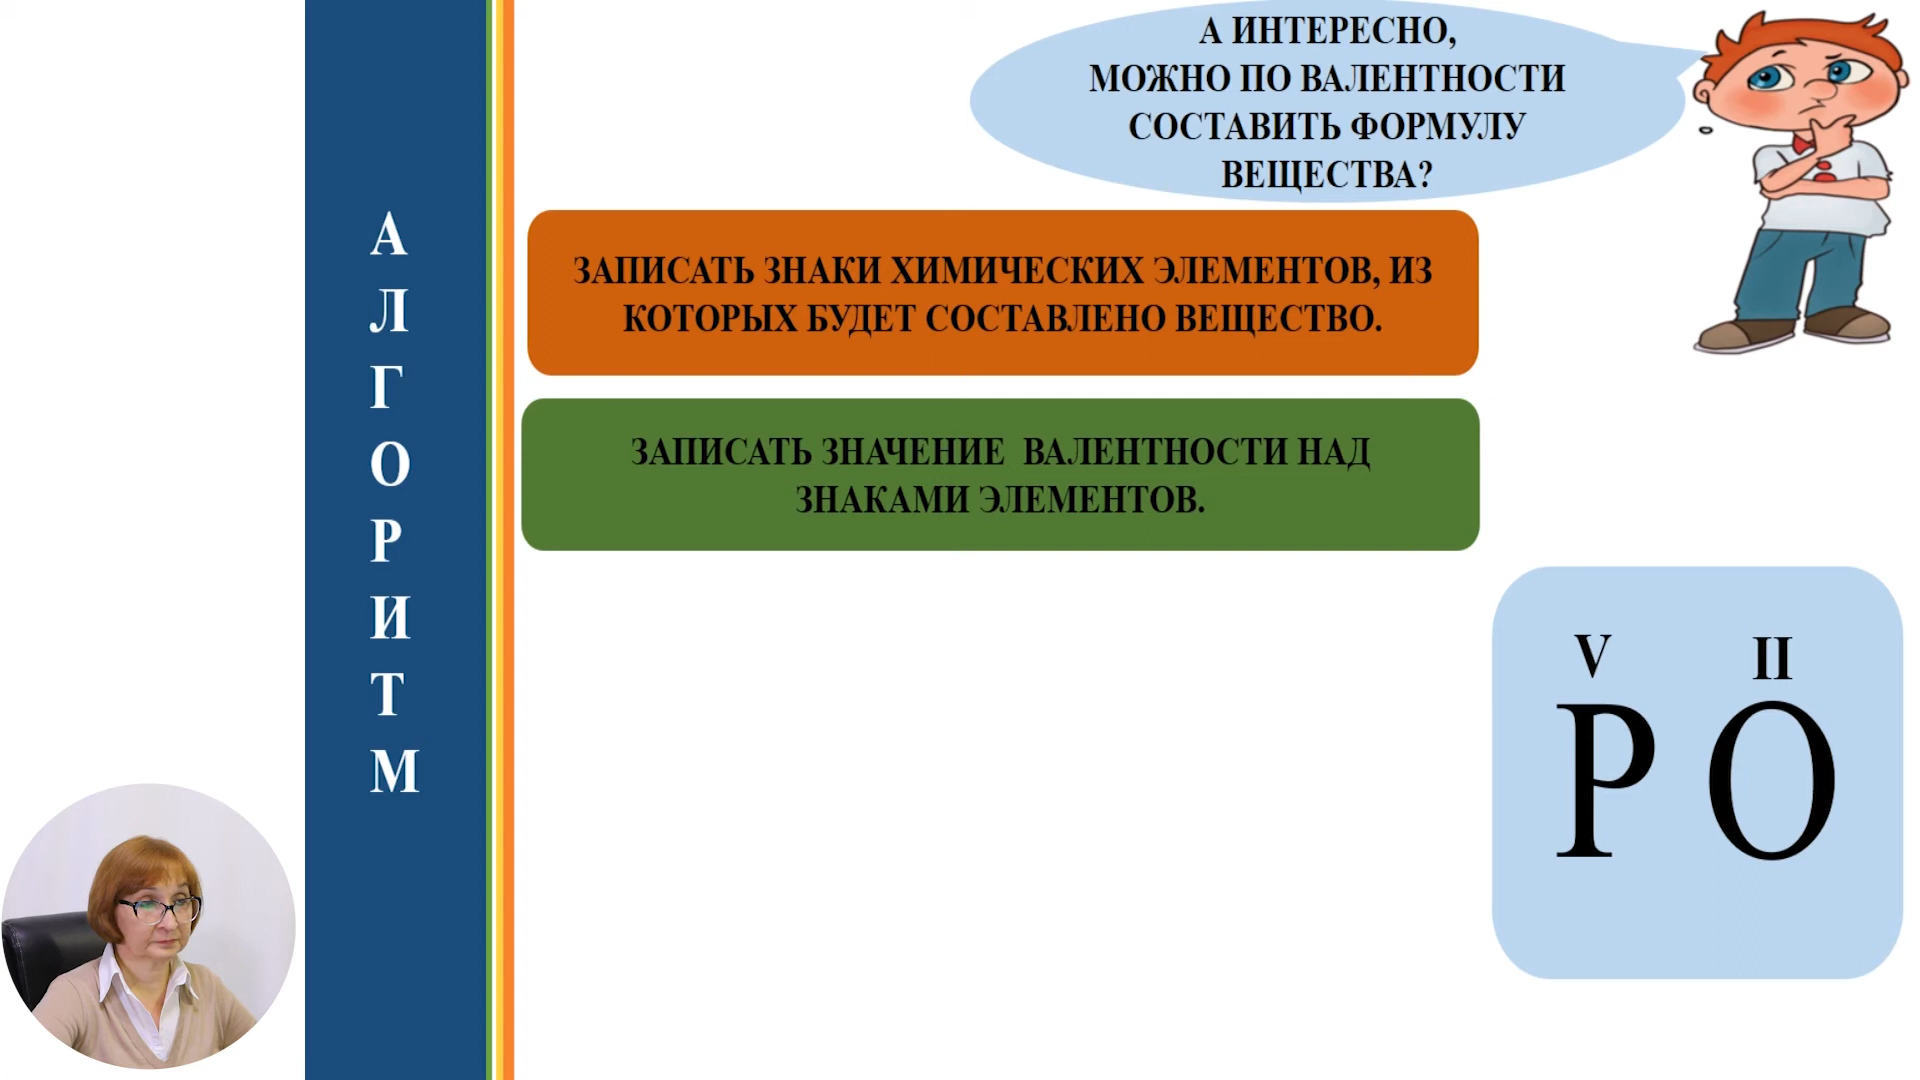 А ИНТЕРЕСНО,
МОЖНО ПО ВАЛЕНТНОСТИ
СОСТАВИТЬ ФОРМУЛУ
ВЕЩЕСТВА?
А
Л
Г
О
Р
И
Т
М
ЗАПИСАТЬ ЗНАКИ ХИМИЧЕСКИХ ЭЛЕМЕНТОВ, ИЗ
КОТОРЫХ БУДЕТ СОСТАВЛЕНО ВЕЩЕСТВО.
ЗАПИСАТЬ ЗНАЧЕНИЕ ВАЛЕНТНОСТИ НАД
ЗНАКАМИ ЭЛЕМЕНТОВ.
V II
P O